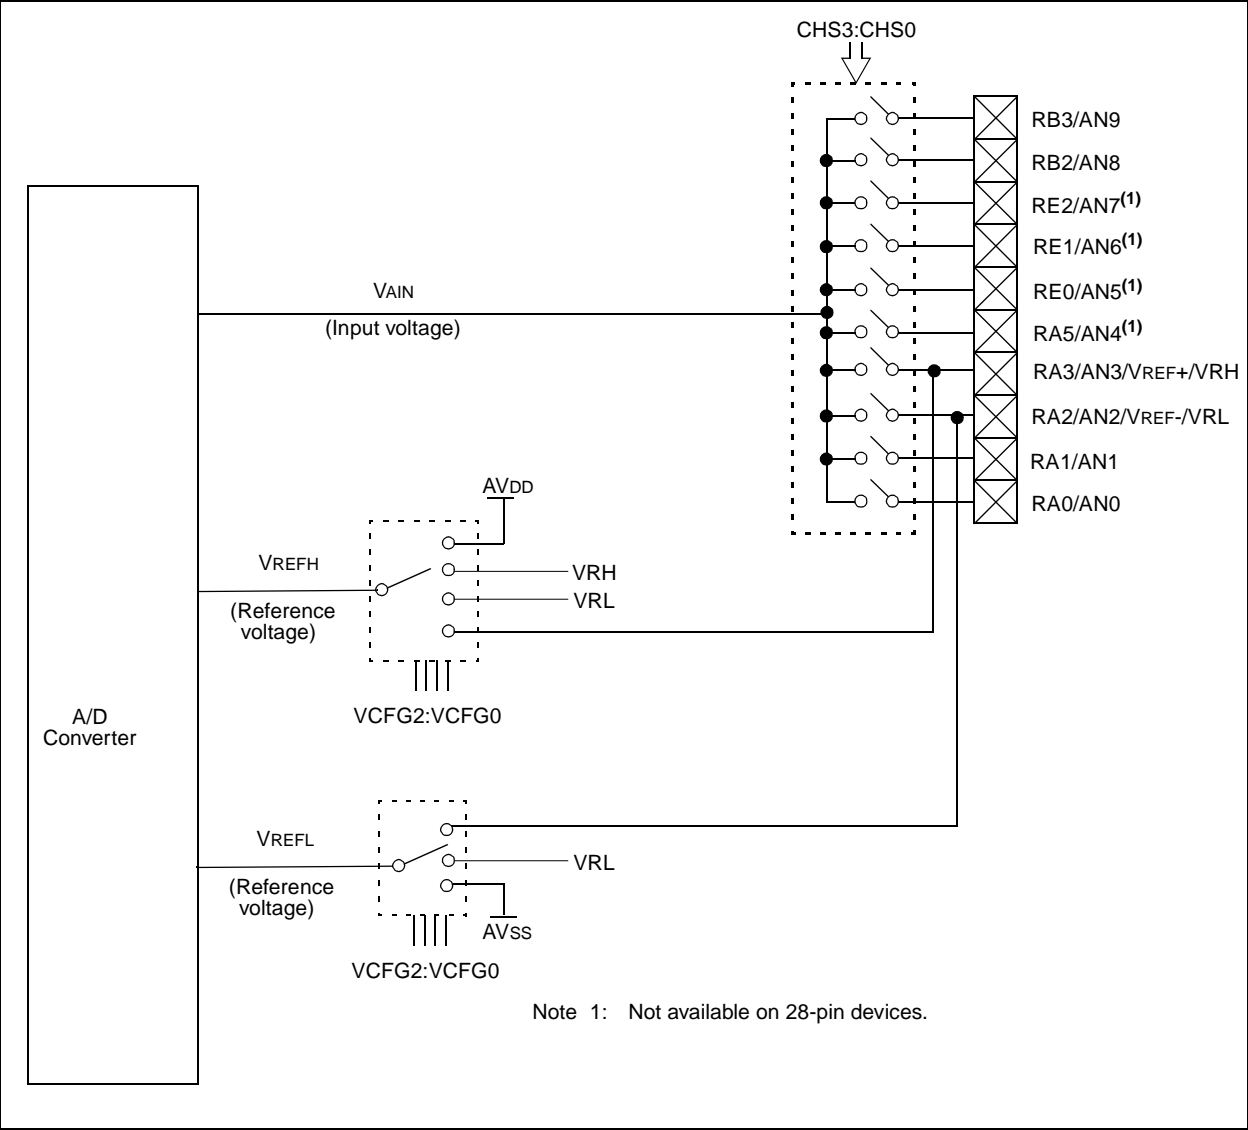 CHS3:CHS0
RB3/AN9
RB2/AN8
RE2/AN7(1)
RE1/AN6(1)
RE0/AN5(1)
RA5/AN4(1)
RA3/AN3/VREF+/VRH
RA2/AN2/VREF-/VRL
RA1/AN1
RA0/AN0
VAIN
(Input voltage)
AVDD
VREFH
(Reference
voltage)
VRH
VRL
VCFG2:VCFG0
A/D
Converter
VREFL
(Reference
voltage)
VRL
AVSS
VCFG2:VCFG0
Note 1: Not available on 28-pin devices.